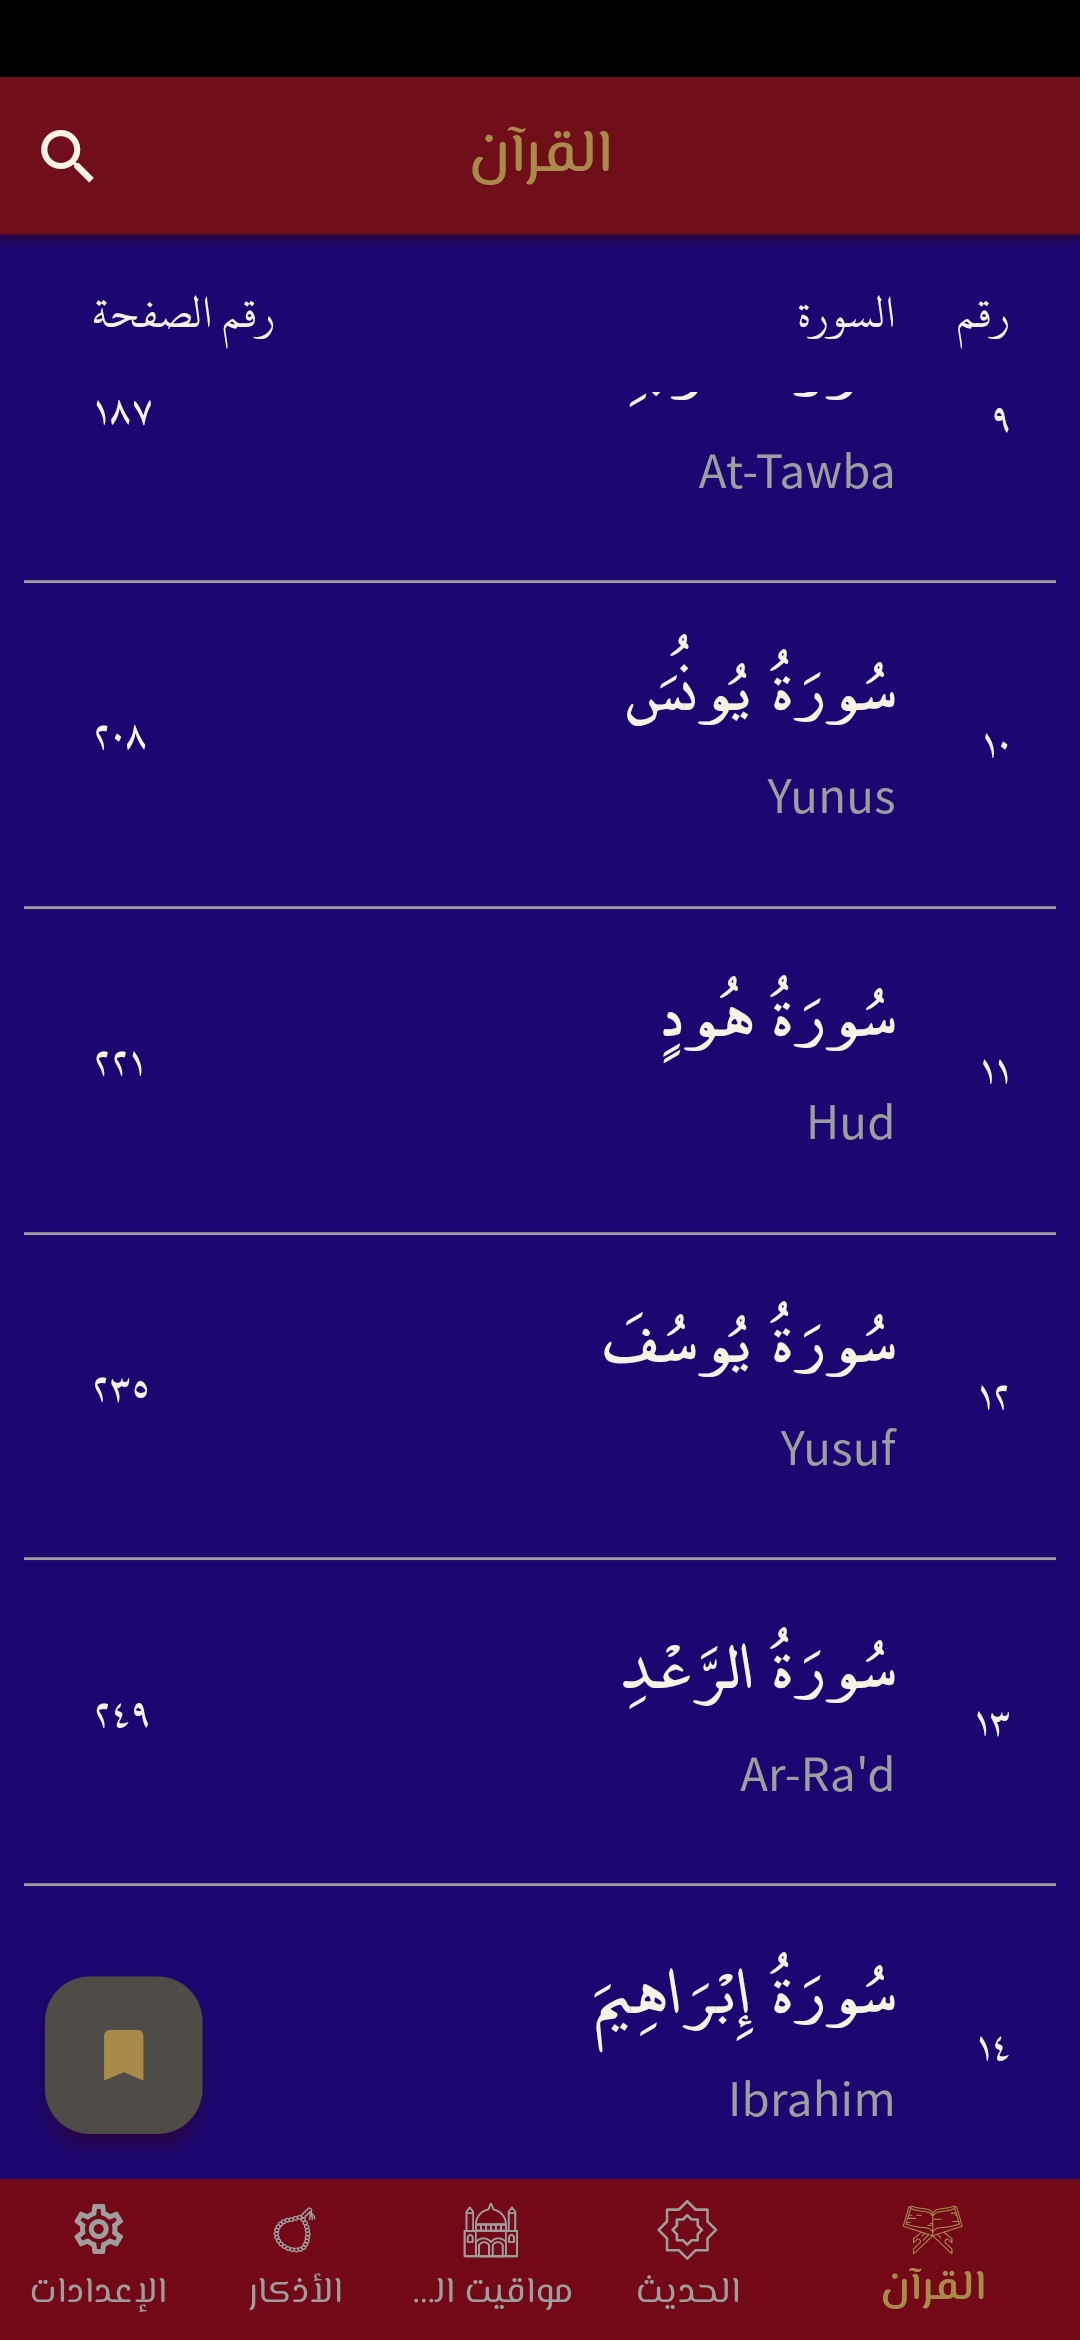 القرآن
رقم السورة رقم الصفحة
٩ ١٨٧
At-Tawba
سُورَةُ يُونُسَ
١٠ ٢٠٨
Yunus
سُورَةُ هُودٍ
١١ ٢٢١
Hud
سُورَةُ يُوسُفَ
١٢ ٢٣٥
Yusuf
سُورَةُ الرَّعْدِ
١٣ ٢٤٩
Ar-Ra'd
سُورَةُ إِبْرَاهِيمَ
١٤
Ibrahim
القرآن الحديث مواقيت الـ... الأذكار الإعدادات